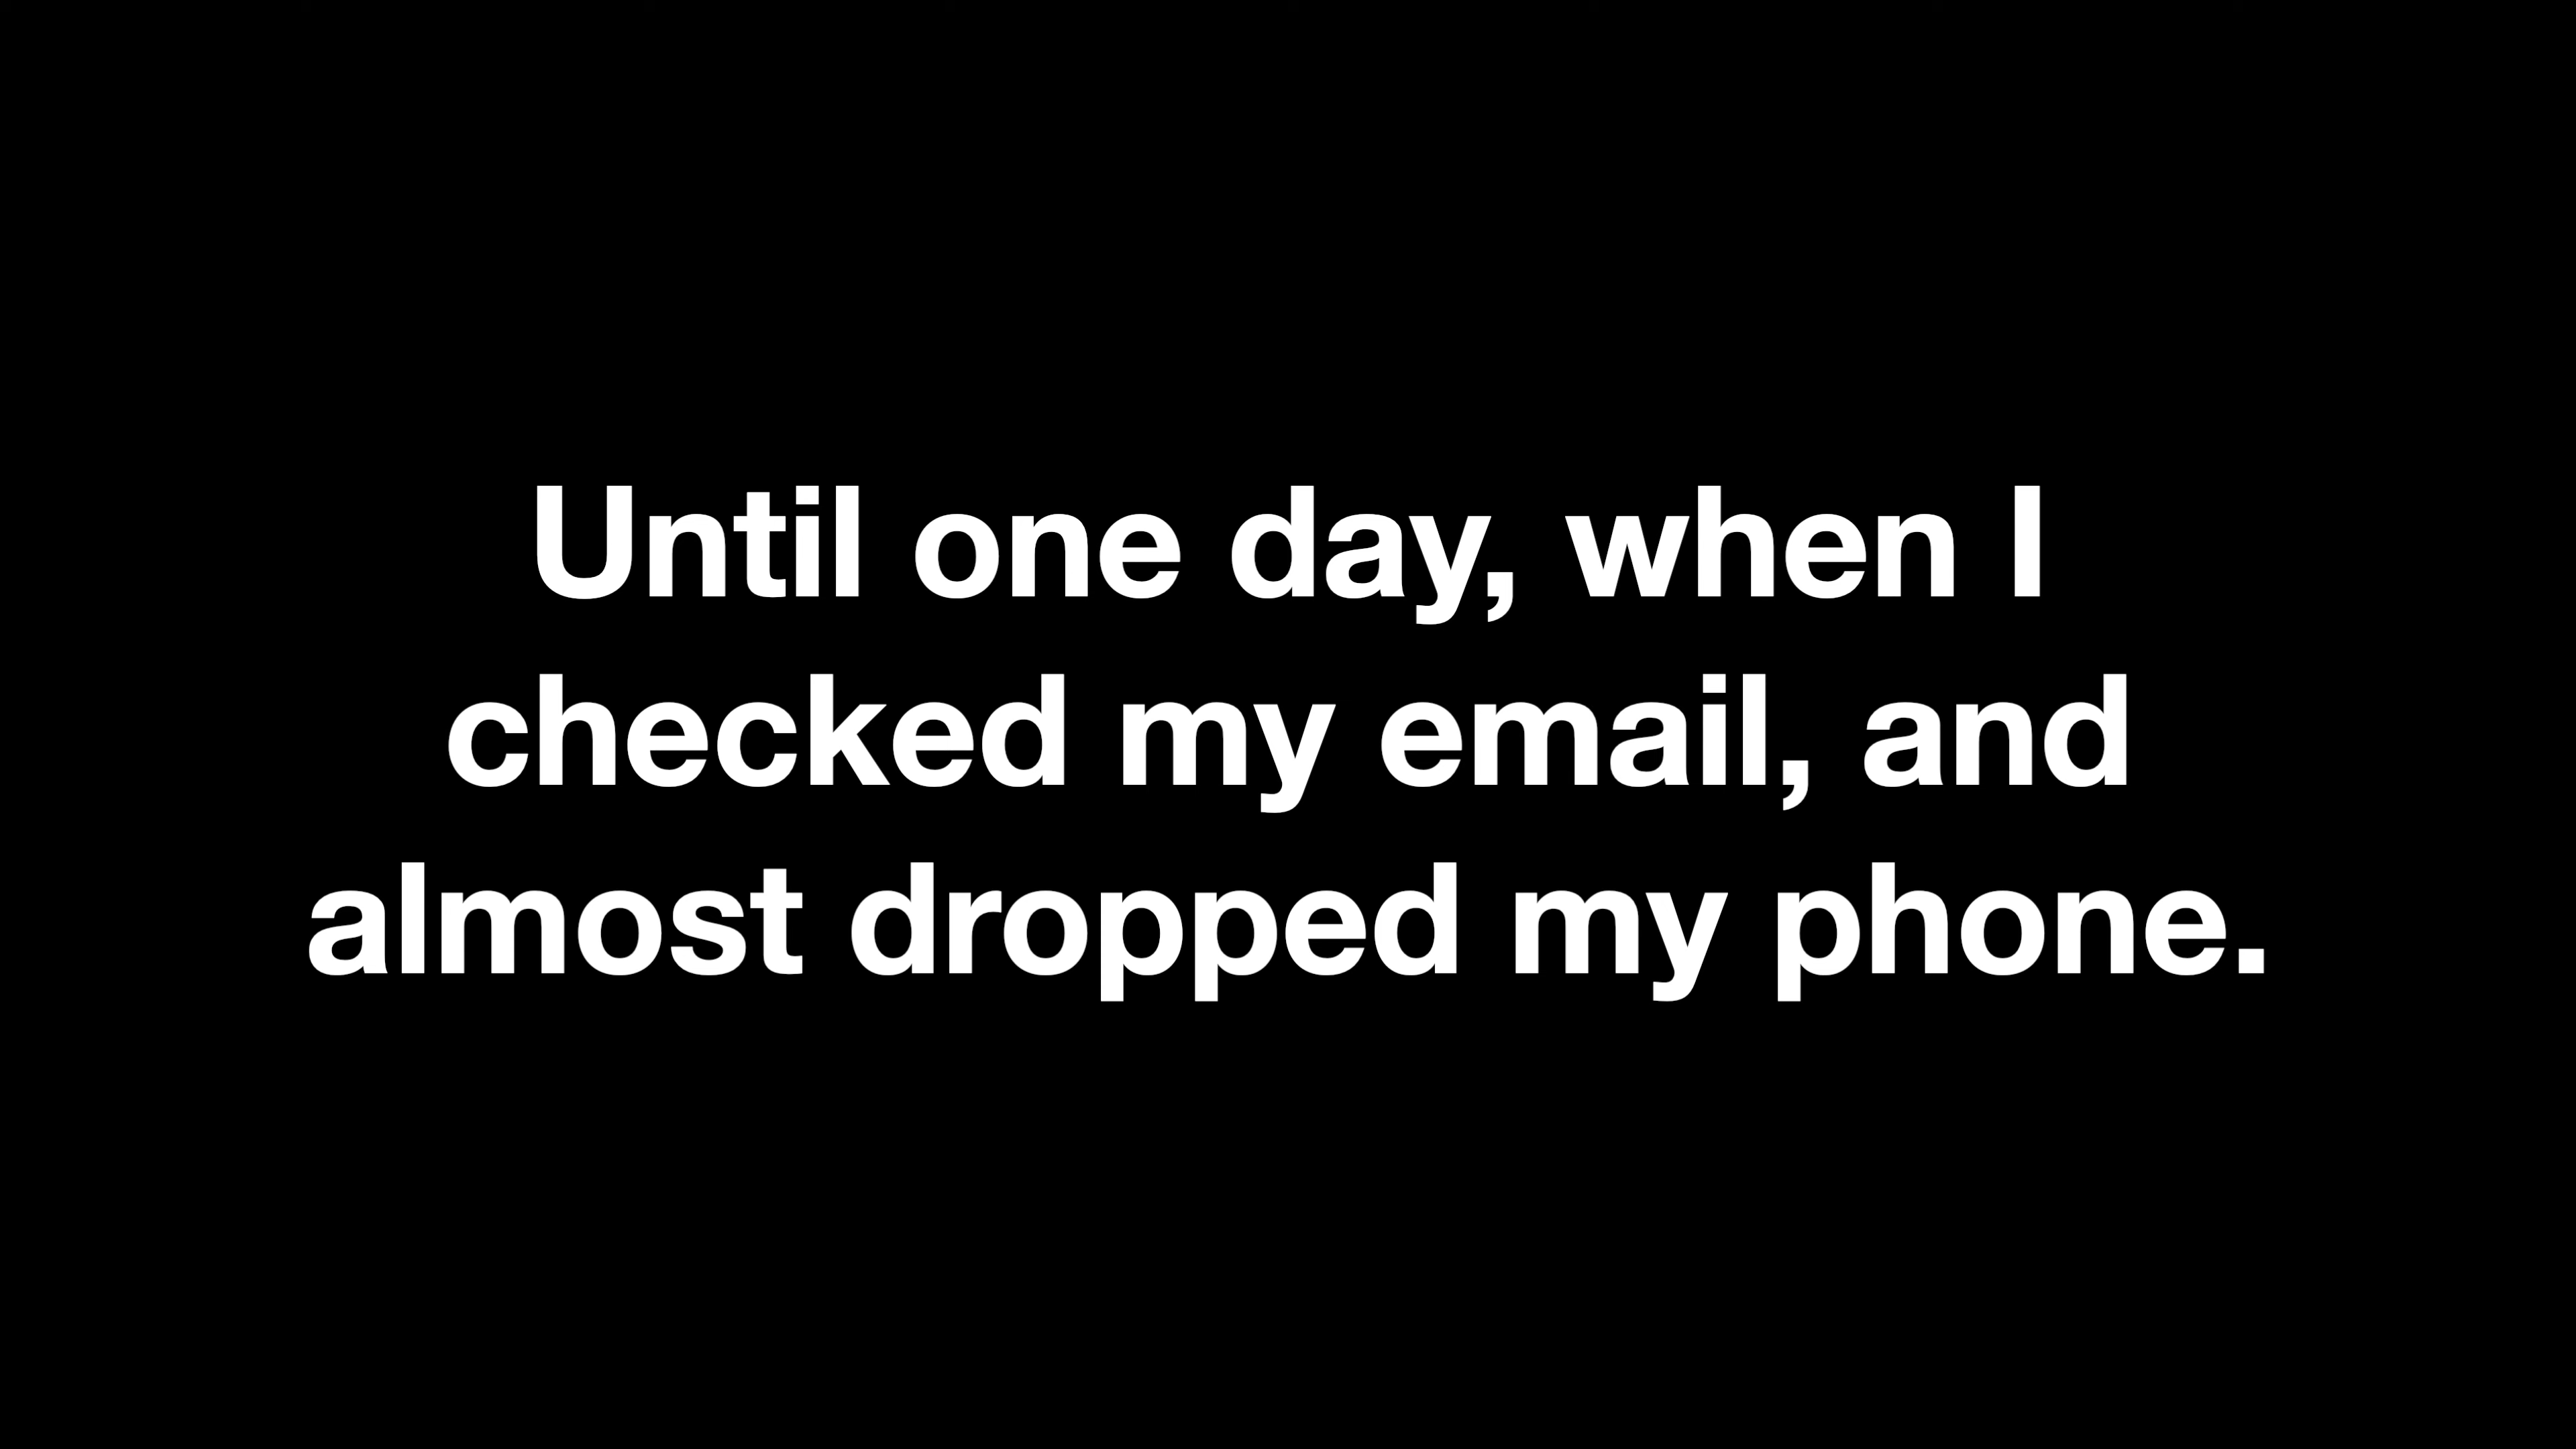 Until one day, when I
checked my email, and
almost dropped my phone.